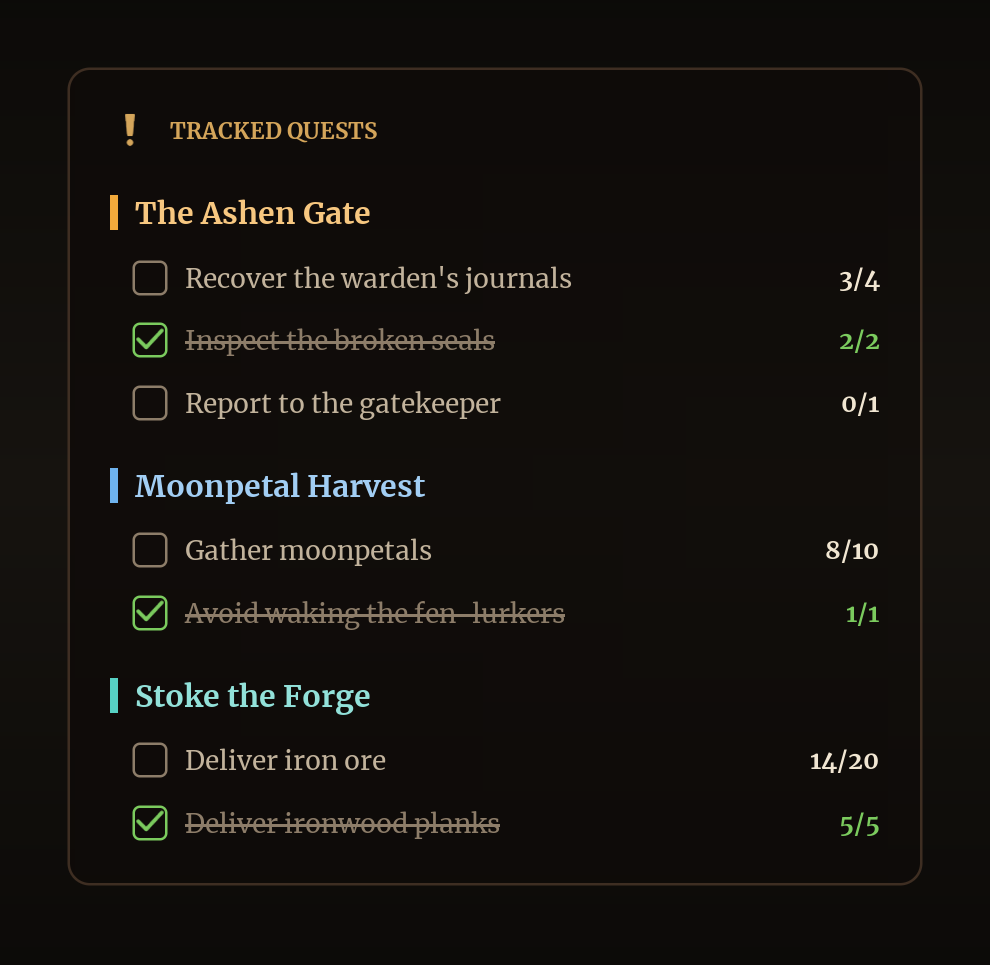 ! TRACKED QUESTS
The Ashen Gate
Recover the warden's journals 3/4
Inspect the broken seals 2/2
Report to the gatekeeper 0/1
Moonpetal Harvest
Gather moonpetals 8/10
Avoid waking the fen-lurkers 1/1
Stoke the Forge
Deliver iron ore 14/20
Deliver ironwood planks 5/5